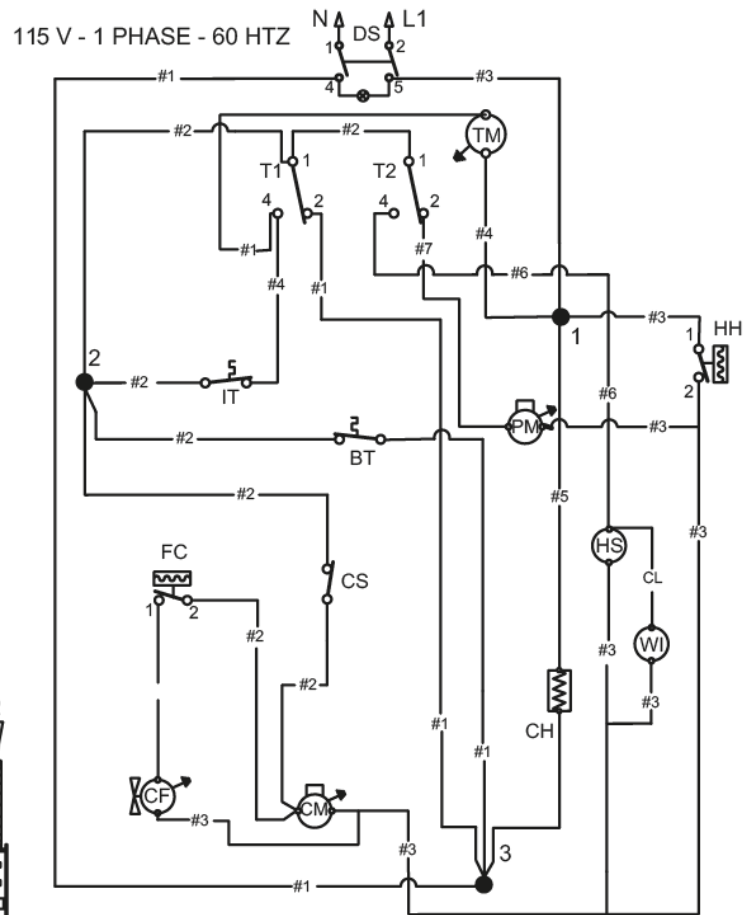 115 V - 1 PHASE - 60 HTZ
N L1
DS
1 2
4 5
#1 #3
#2 #2
TM
T1 1 T2 1
4 2 4 2
#1 #4 #1 #7 #4 #6
1 #3 1 HH
2
2 #2 IT #6
#2 BT PM #3
#2 #5 #3
FC CS HS
1 2 CL
#2 #3 WI
#2 #3
CH
#1 #1
CF CM
#3 #3 3
#1